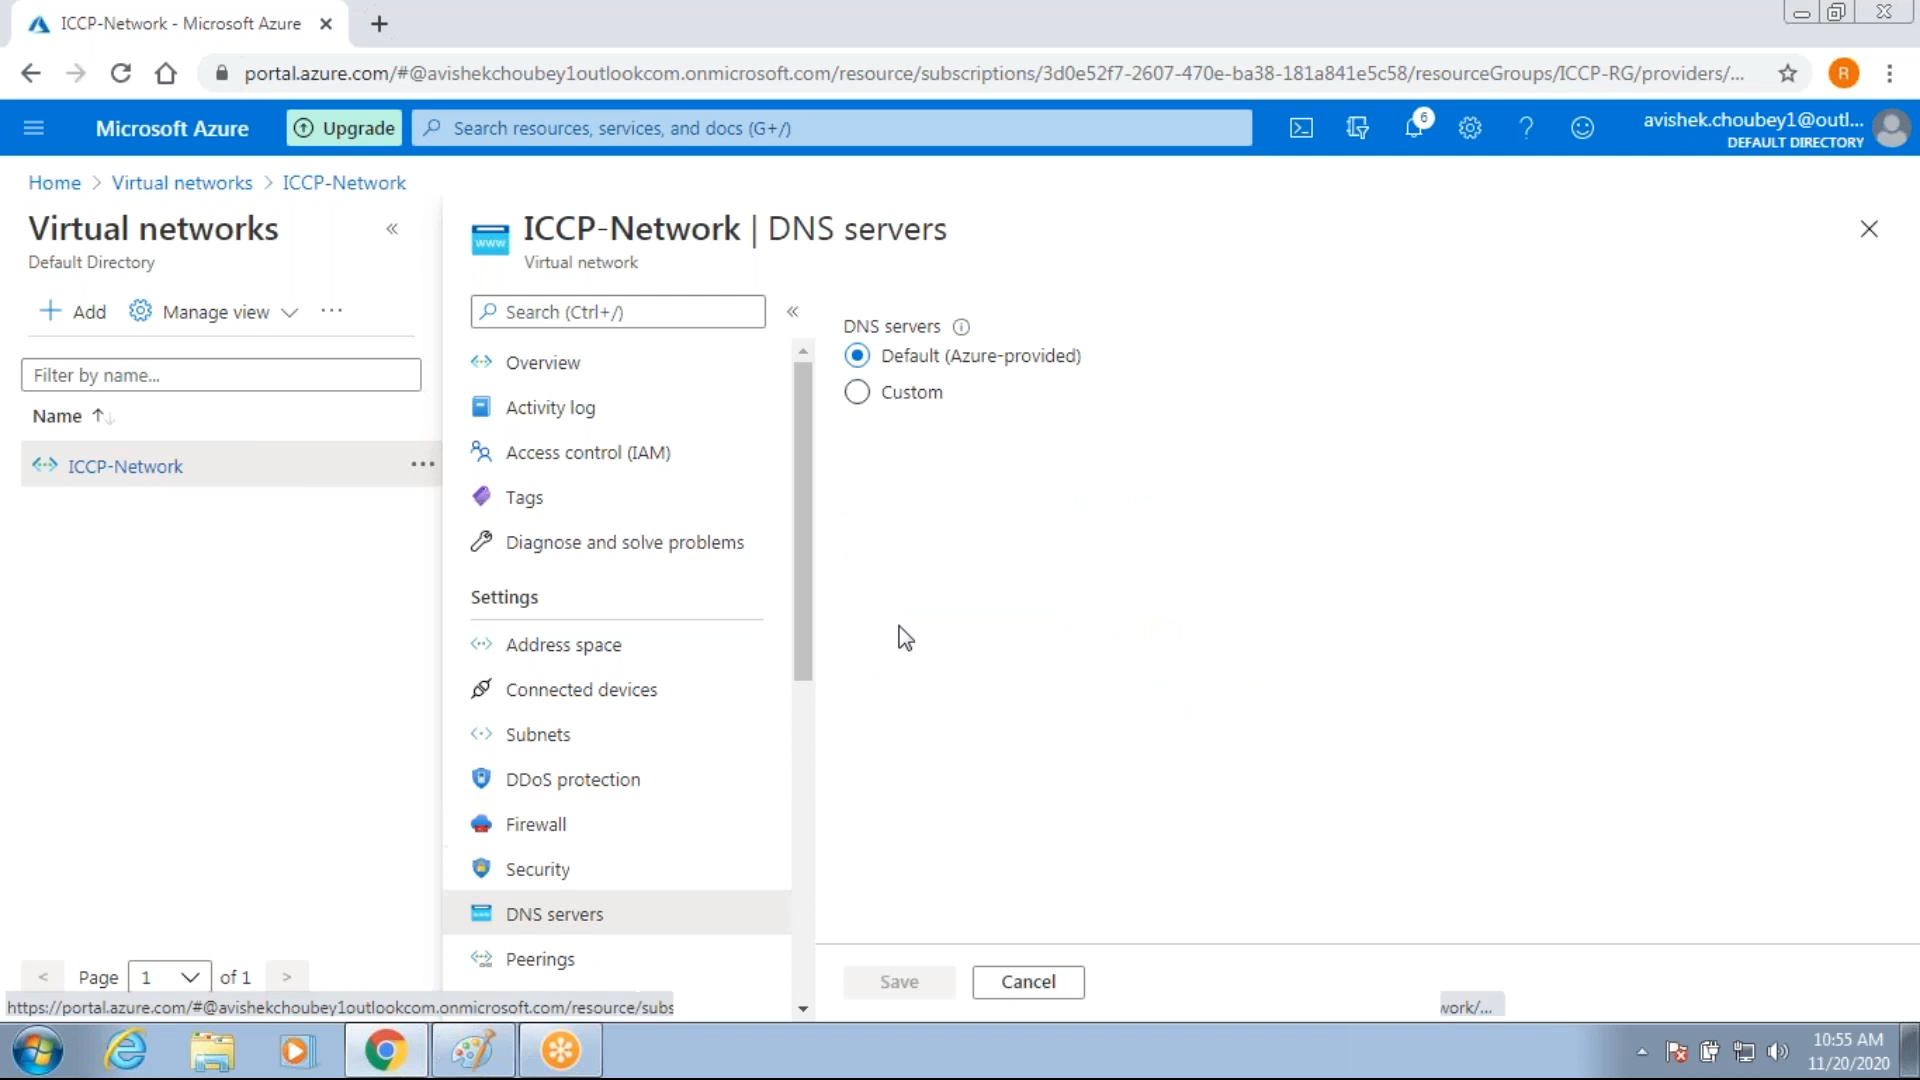 ICCP-Network - Microsoft Azure
portal.azure.com/#@avishekchoubey1outlookcom.onmicrosoft.com/resource/subscriptions/3d0e52f7-2607-470e-ba38-181a841e5c58/resourceGroups/ICCP-RG/providers/...
R
Microsoft Azure
Upgrade
Search resources, services, and docs (G+/)
6
avishek.choubey1@outl...
DEFAULT DIRECTORY
Home > Virtual networks > ICCP-Network
Virtual networks
Default Directory
Add
Manage view
Filter by name...
Name
ICCP-Network
< Page 1 of 1 >
ICCP-Network | DNS servers
Virtual network
Search (Ctrl+/)
Overview
Activity log
Access control (IAM)
Tags
Diagnose and solve problems
Settings
Address space
Connected devices
Subnets
DDoS protection
Firewall
Security
DNS servers
Peerings
DNS servers
Default (Azure-provided)
Custom
Save
Cancel
https://portal.azure.com/#@avishekchoubey1outlookcom.onmicrosoft.com/resource/subs
work/...
10:55 AM
11/20/2020